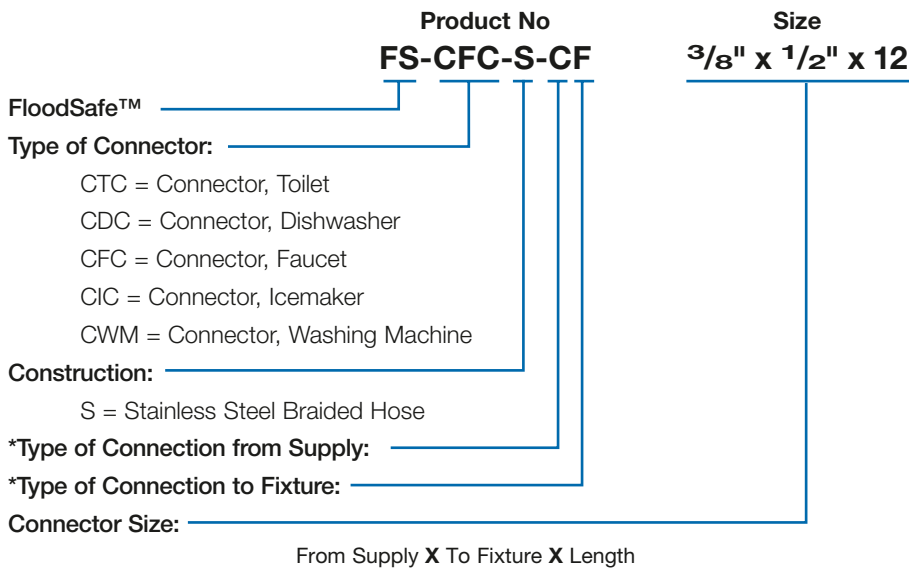 Product No Size
FS-CFC-S-CF ³/₈" x ¹/₂" x 12
FloodSafe™
Type of Connector:
CTC = Connector, Toilet
CDC = Connector, Dishwasher
CFC = Connector, Faucet
CIC = Connector, Icemaker
CWM = Connector, Washing Machine
Construction:
S = Stainless Steel Braided Hose
*Type of Connection from Supply:
*Type of Connection to Fixture:
Connector Size:
From Supply X To Fixture X Length